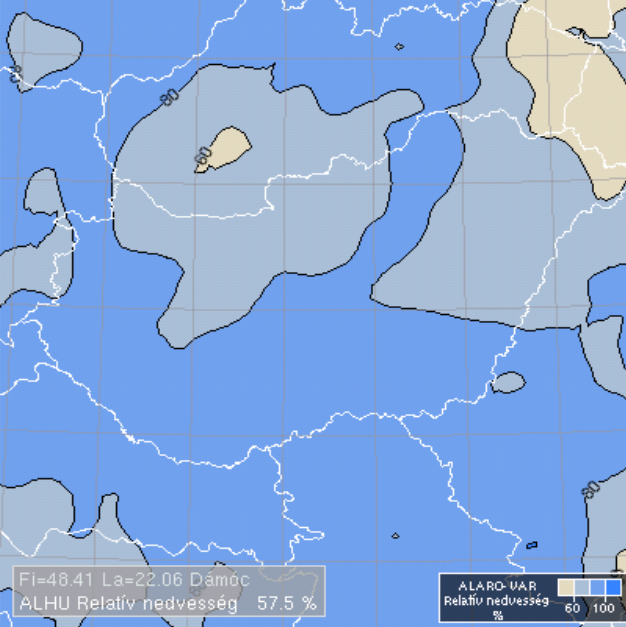 80
60
80
Fi=48.41 La=22.06 Dámóc
ALHU Relatív nedvesség 57.5 %
ALARO-VAR
Relatív nedvesség
%
60 100